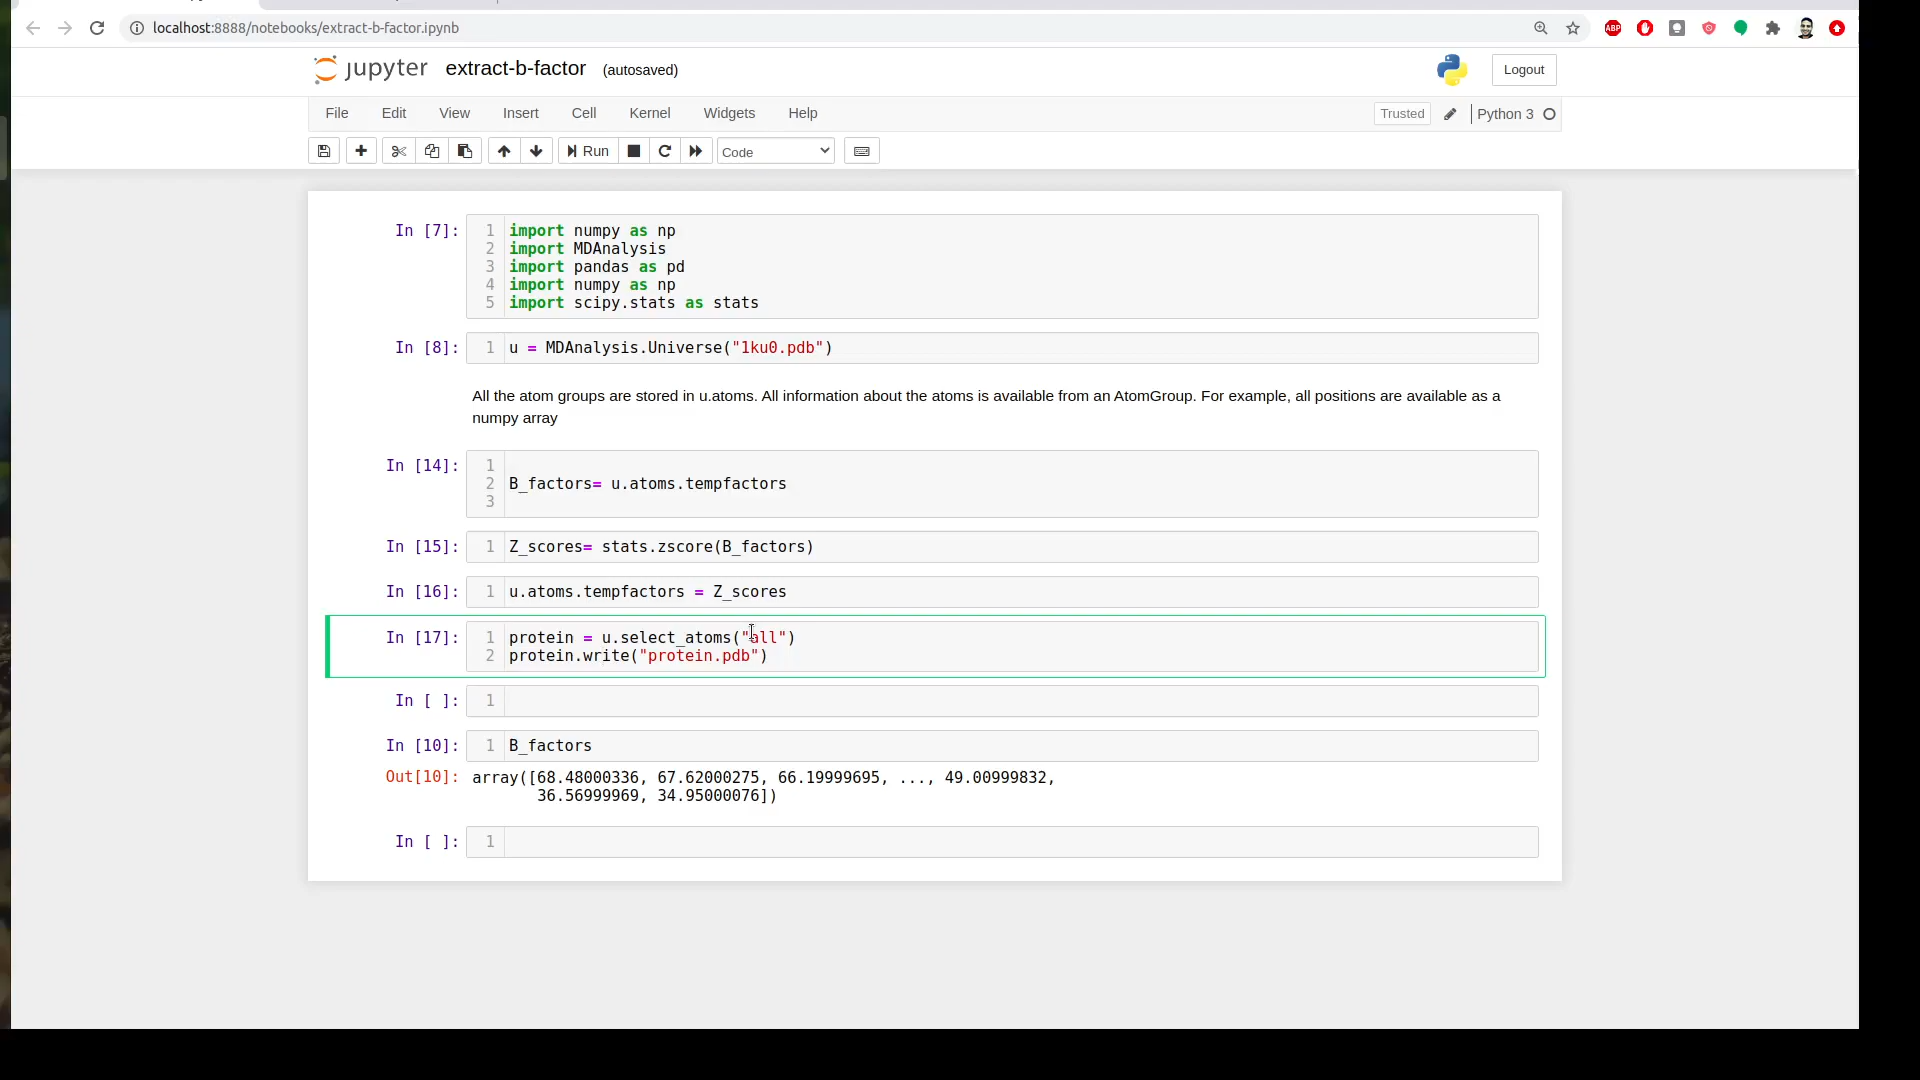 localhost:8888/notebooks/extract-b-factor.ipynb
ABP
jupyter extract-b-factor (autosaved)
Logout
File Edit View Insert Cell Kernel Widgets Help
Trusted Python 3
Run Code
In [7]:
1 import numpy as np
2 import MDAnalysis
3 import pandas as pd
4 import numpy as np
5 import scipy.stats as stats
In [8]: 1 u = MDAnalysis.Universe("1ku0.pdb")
All the atom groups are stored in u.atoms. All information about the atoms is available from an AtomGroup. For example, all positions are available as a
numpy array
In [14]: 1
2 B_factors= u.atoms.tempfactors
3
In [15]: 1 Z_scores= stats.zscore(B_factors)
In [16]: 1 u.atoms.tempfactors = Z_scores
In [17]: 1 protein = u.select_atoms("all")
2 protein.write("protein.pdb")
In [ ]: 1
In [10]: 1 B_factors
Out[10]: array([68.48000336, 67.62000275, 66.19999695, ..., 49.00999832,
36.56999969, 34.95000076])
In [ ]: 1